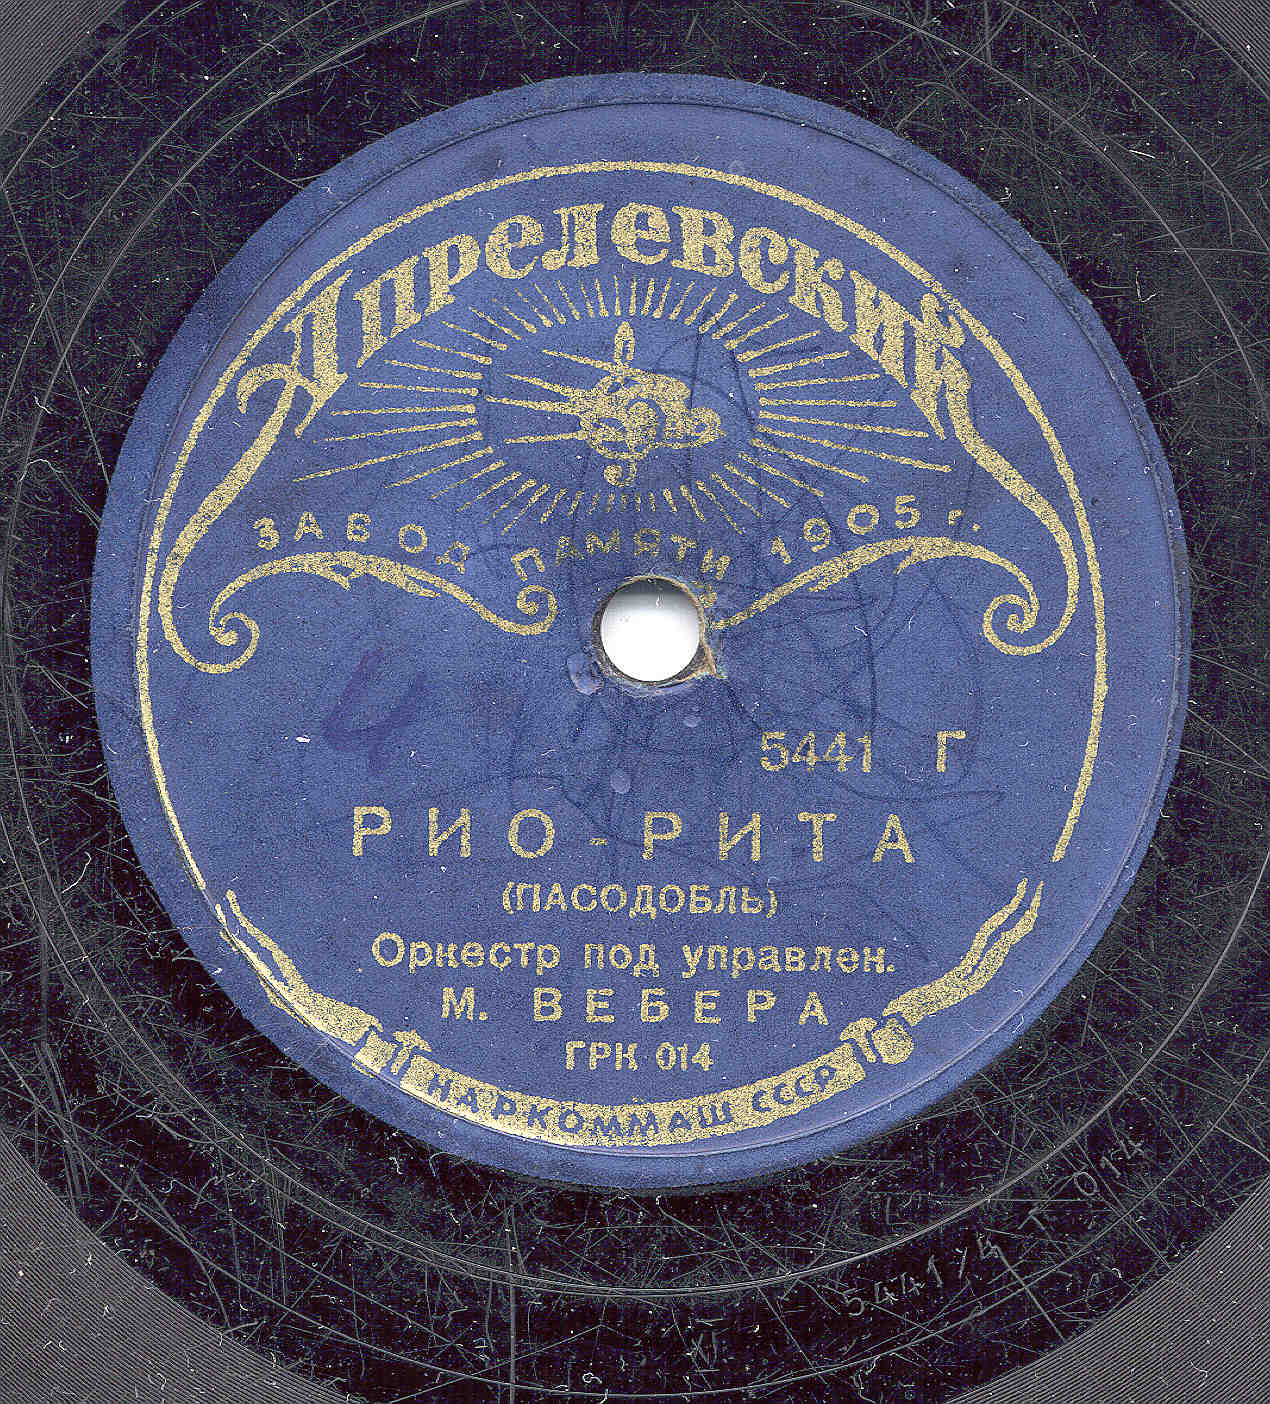 Апрелевский
ЗАВОД ПАМЯТИ 1905 г.
5441 Г
РИО-РИТА
(ПАСОДОБЛЬ)
Оркестр под управлен.
М. ВЕБЕРА
ГРК 014
НАРКОММАШ СССР